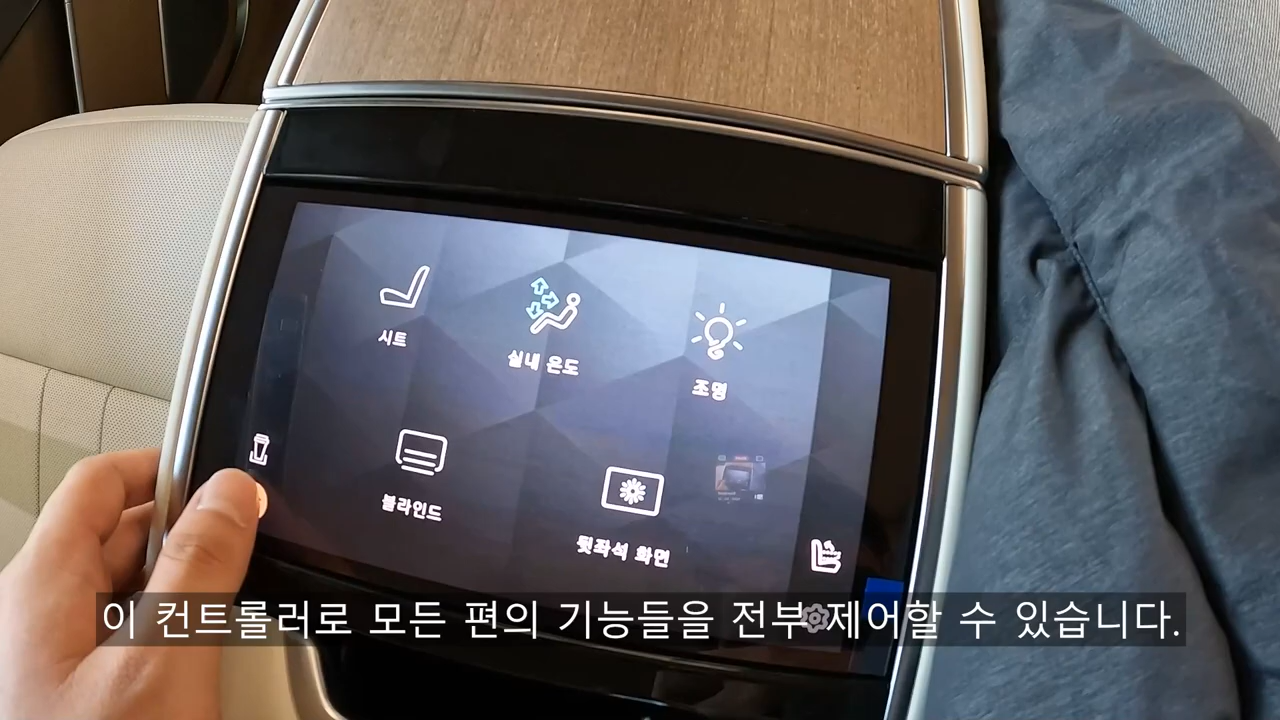 시트
실내 온도
조명
블라인드
뒷좌석 화면
이 컨트롤러로 모든 편의 기능들을 전부 제어할 수 있습니다.